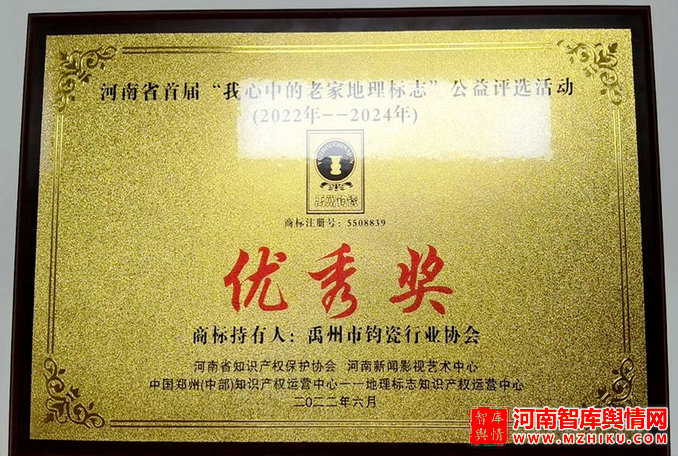 河南省首届“我心中的老家地理标志”公益评选活动
(2022年--2024年)
商标注册号:5508839
优秀奖
商标持有人:禹州市钧瓷行业协会
河南省知识产权保护协会 河南新闻影视艺术中心
中国郑州(中部)知识产权运营中心——地理标志知识产权运营中心
二〇二二年六月
智库舆情 河南智库舆情网
www.mzhiku.com